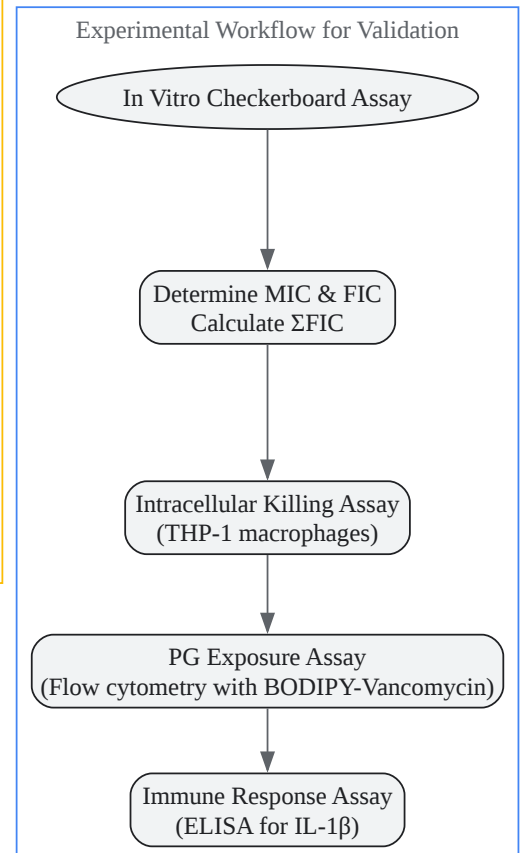 Experimental Workflow for Validation
In Vitro Checkerboard Assay
Determine MIC & FIC
Calculate ΣFIC
Intracellular Killing Assay
(THP-1 macrophages)
PG Exposure Assay
(Flow cytometry with BODIPY-Vancomycin)
Immune Response Assay
(ELISA for IL-1β)